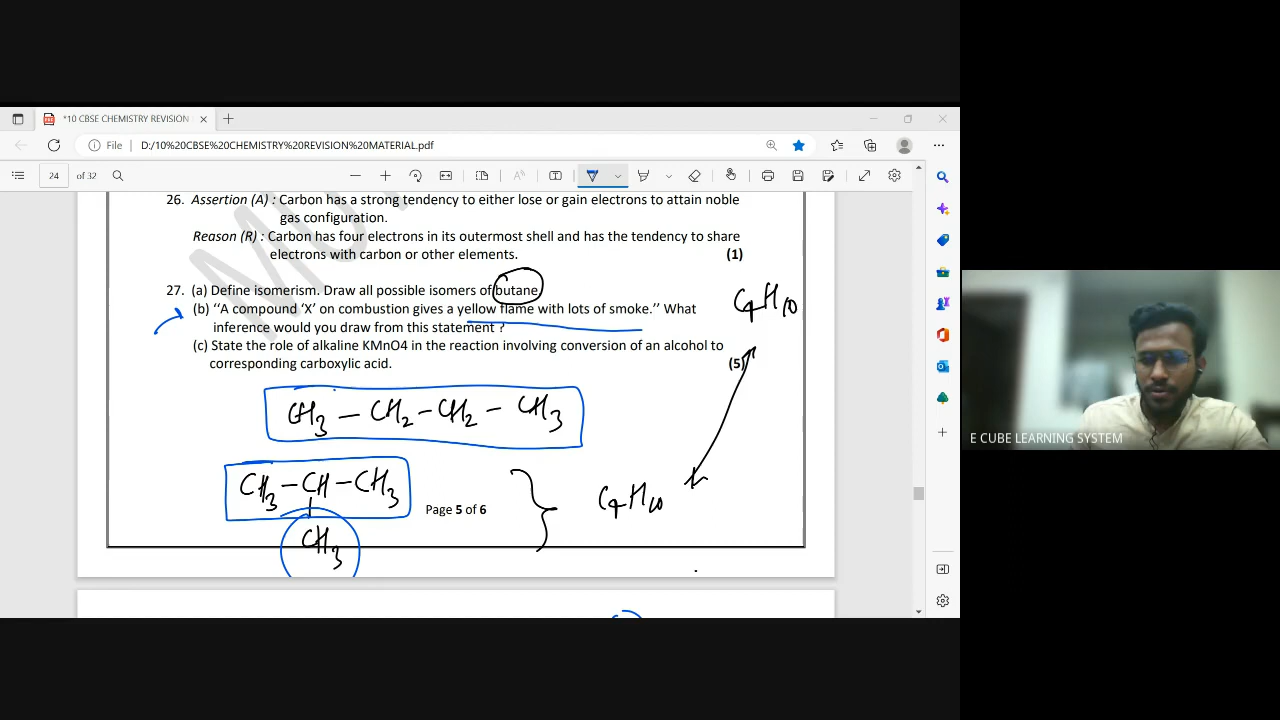 *10 CBSE CHEMISTRY REVISION
File D:/10%20CBSE%20CHEMISTRY%20REVISION%20MATERIAL.pdf
24 of 32
26. Assertion (A) : Carbon has a strong tendency to either lose or gain electrons to attain noble
gas configuration.
Reason (R) : Carbon has four electrons in its outermost shell and has the tendency to share
electrons with carbon or other elements. (1)
27. (a) Define isomerism. Draw all possible isomers of butane
(b) ‘‘A compound ‘X’ on combustion gives a yellow flame with lots of smoke.’’ What
inference would you draw from this statement ?
(c) State the role of alkaline KMnO4 in the reaction involving conversion of an alcohol to
corresponding carboxylic acid. (5)
C4H10
CH3 – CH2 – CH2 – CH3
CH3 – CH – CH3
CH3
C4H10
Page 5 of 6
E CUBE LEARNING SYSTEM